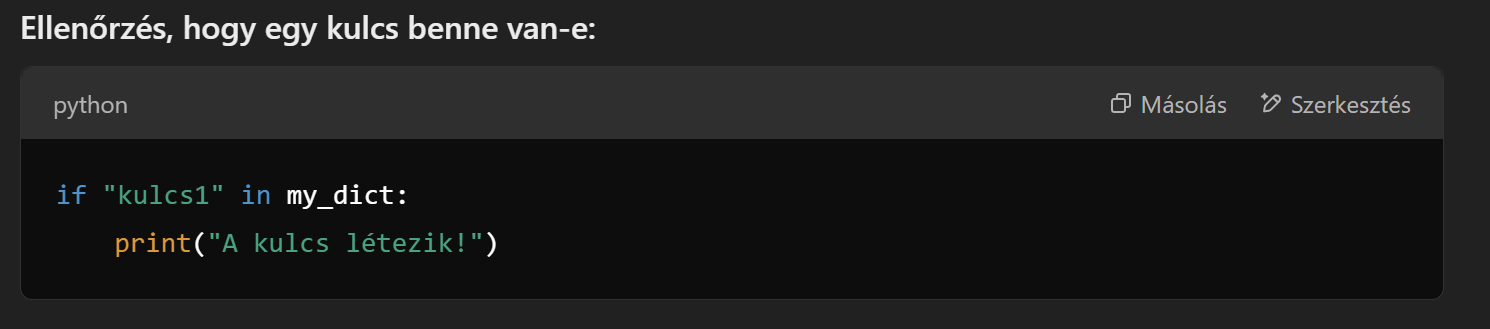 Ellenőrzés, hogy egy kulcs benne van-e:
python Másolás Szerkesztés
if "kulcs1" in my_dict:
    print("A kulcs létezik!")